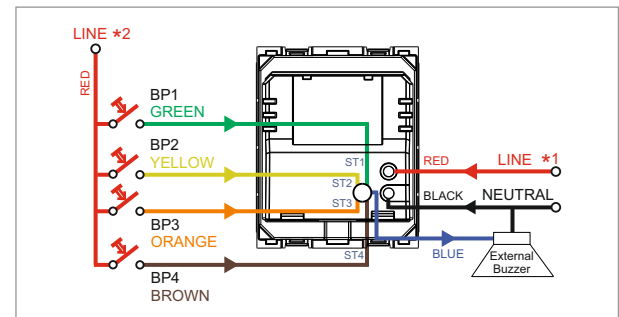 LINE *2
RED
BP1
GREEN
BP2
YELLOW
BP3
ORANGE
BP4
BROWN
ST1
ST2
ST3
ST4
RED
LINE *1
BLACK
NEUTRAL
BLUE
External
Buzzer